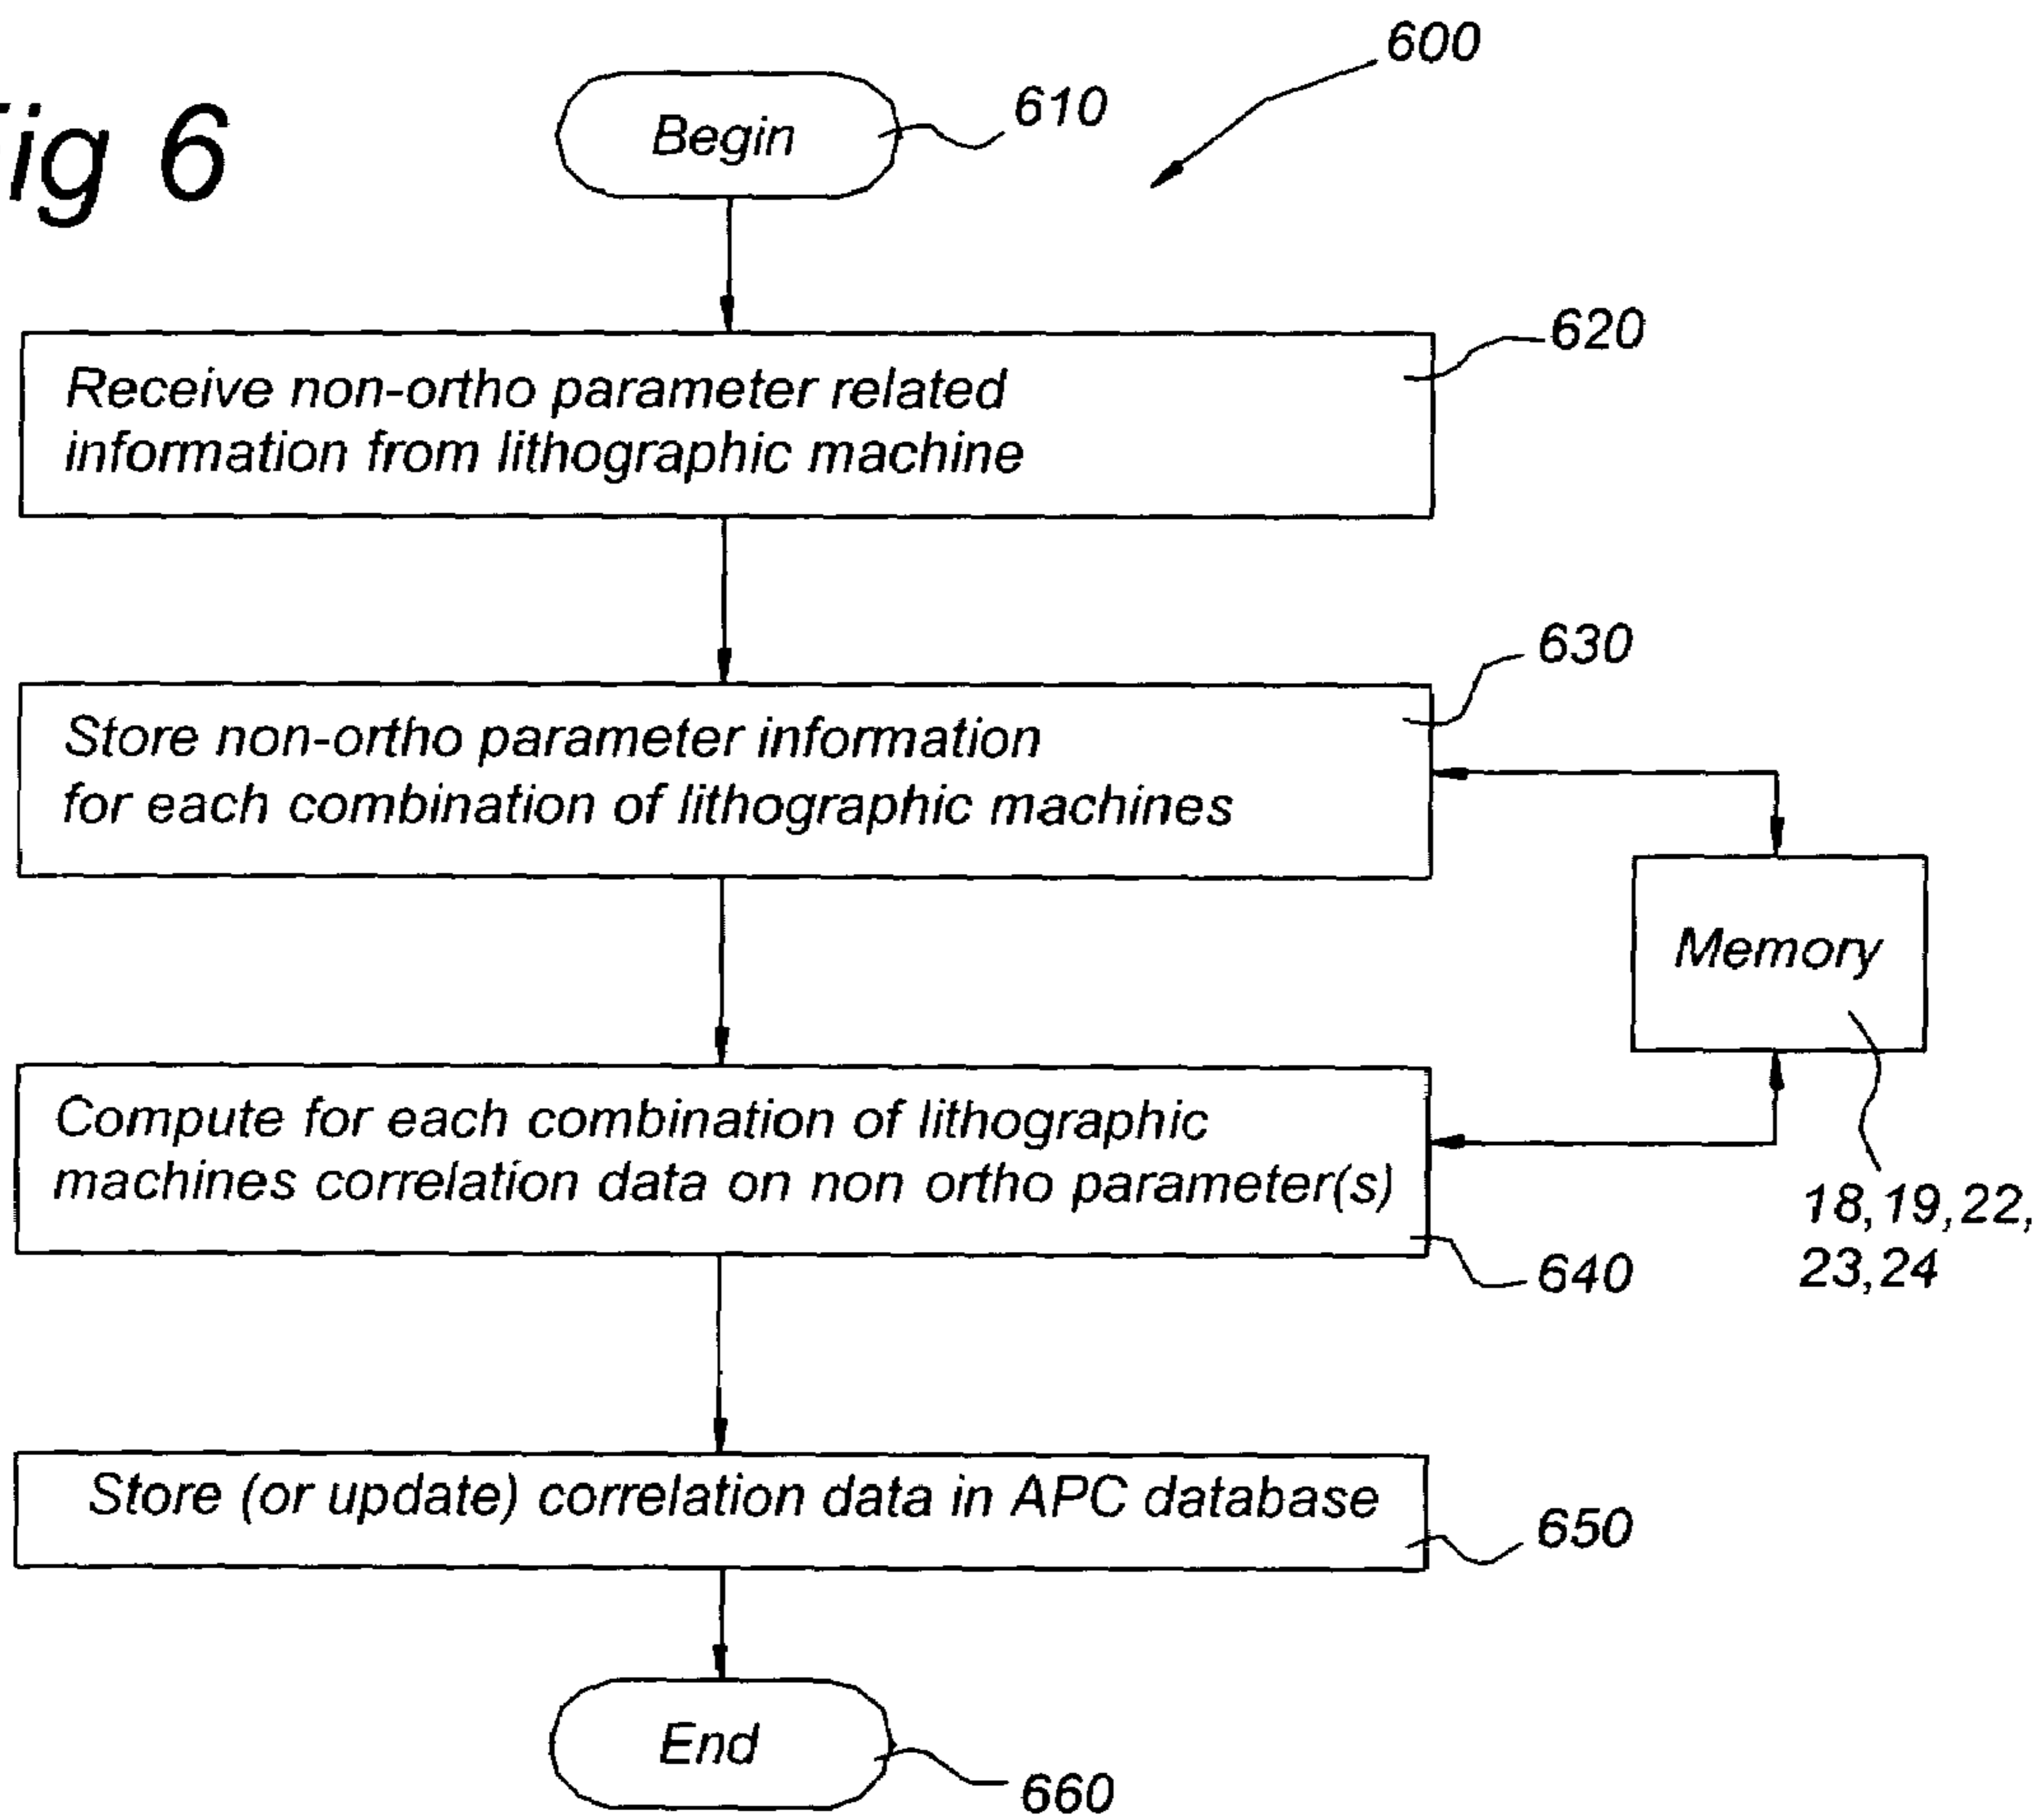 ig 6
600
Begin
610
620
Receive non-ortho parameter related
information from lithographic machine
630
Store non-ortho parameter information
for each combination of lithographic machines
Memory
18, 19, 22,
23, 24
Compute for each combination of lithographic
machines correlation data on non ortho parameter(s)
640
Store (or update) correlation data in APC database
650
End
660